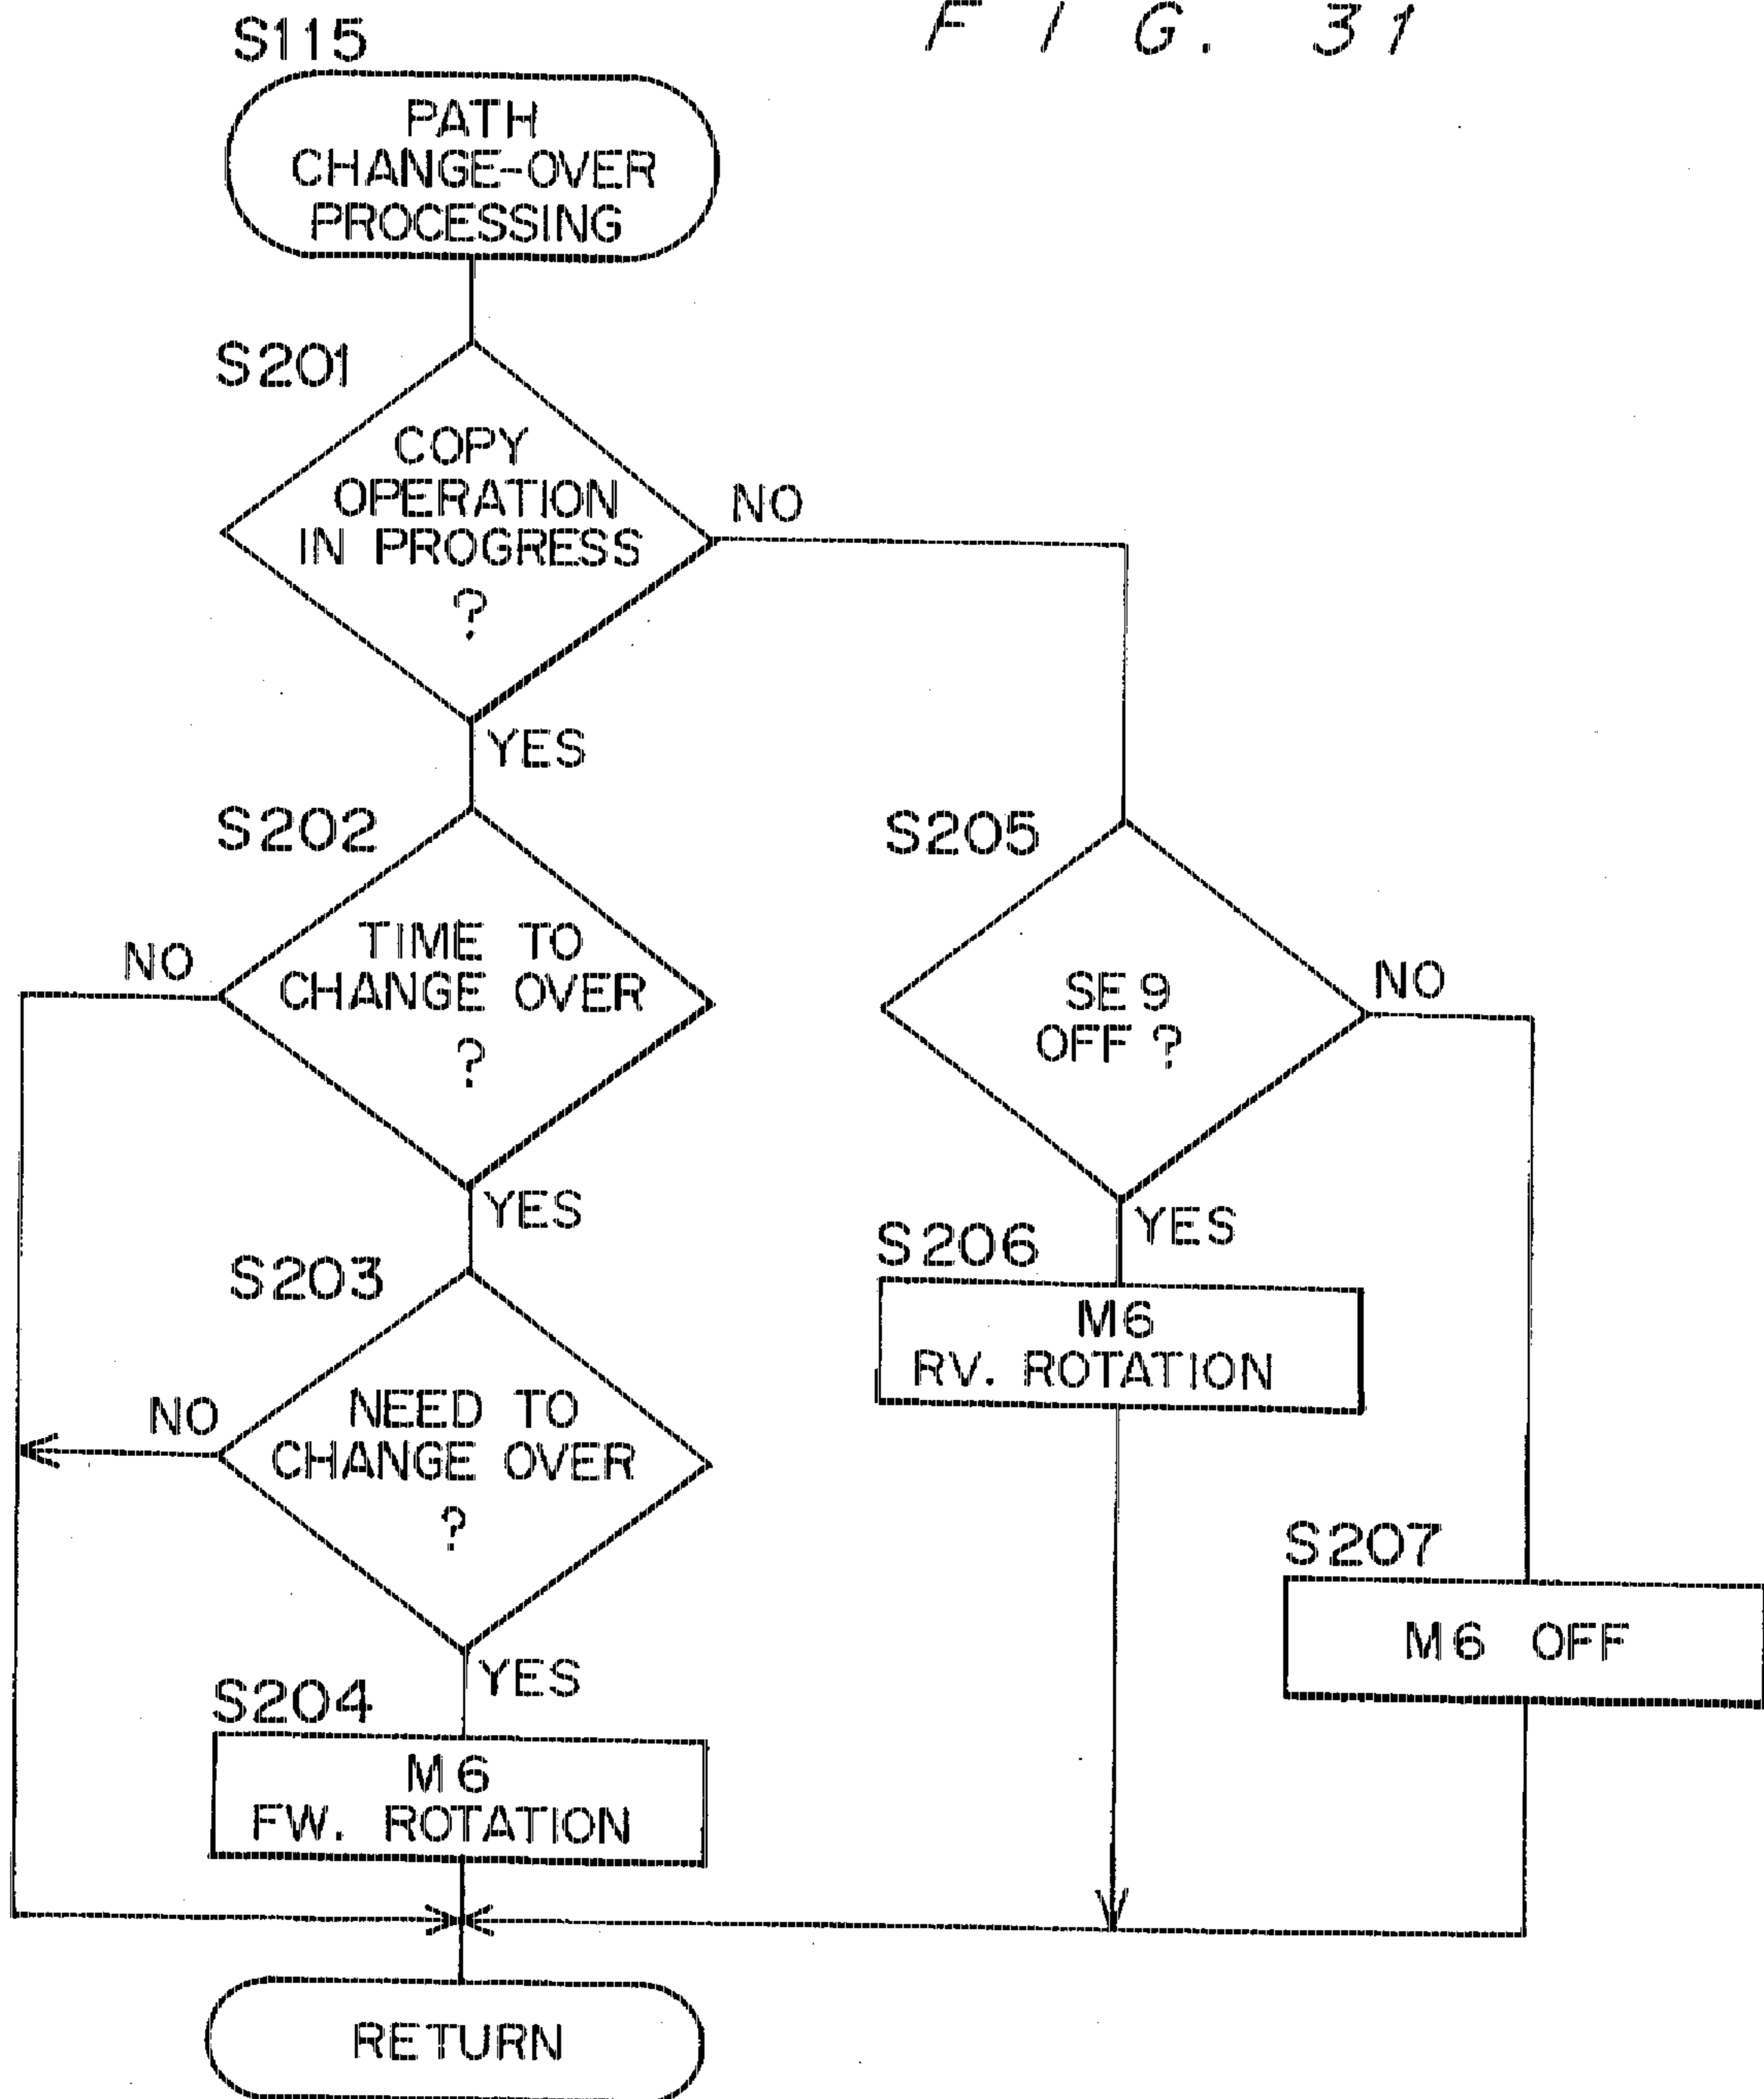 FIG. 31
S115
PATH
CHANGE-OVER
PROCESSING
S201
COPY
OPERATION
IN PROGRESS
?
NO
YES
S202
TIME TO
CHANGE OVER
?
NO
YES
S203
NEED TO
CHANGE OVER
?
NO
YES
S204
M6
FW. ROTATION
S205
SE9
OFF?
NO
YES
S206
M6
RV. ROTATION
S207
M6 OFF
RETURN